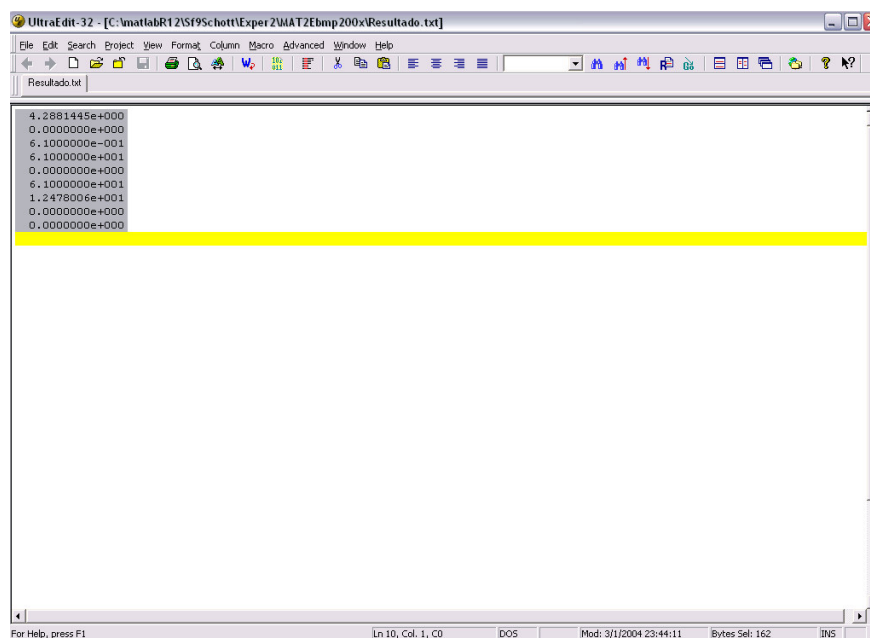 UltraEdit-32 - [C:\matlabR12\Sf9Schott\Exper2\MAT2Ebmp200x\Resultado.txt]
File Edit Search Project View Format Column Macro Advanced Window Help
Resultado.txt
4.2881445e+000
0.0000000e+000
6.1000000e-001
6.1000000e+001
0.0000000e+000
6.1000000e+001
1.2478006e+001
0.0000000e+000
0.0000000e+000
For Help, press F1 Ln 10, Col. 1, C0 DOS Mod: 3/1/2004 23:44:11 Bytes Sel: 162 INS